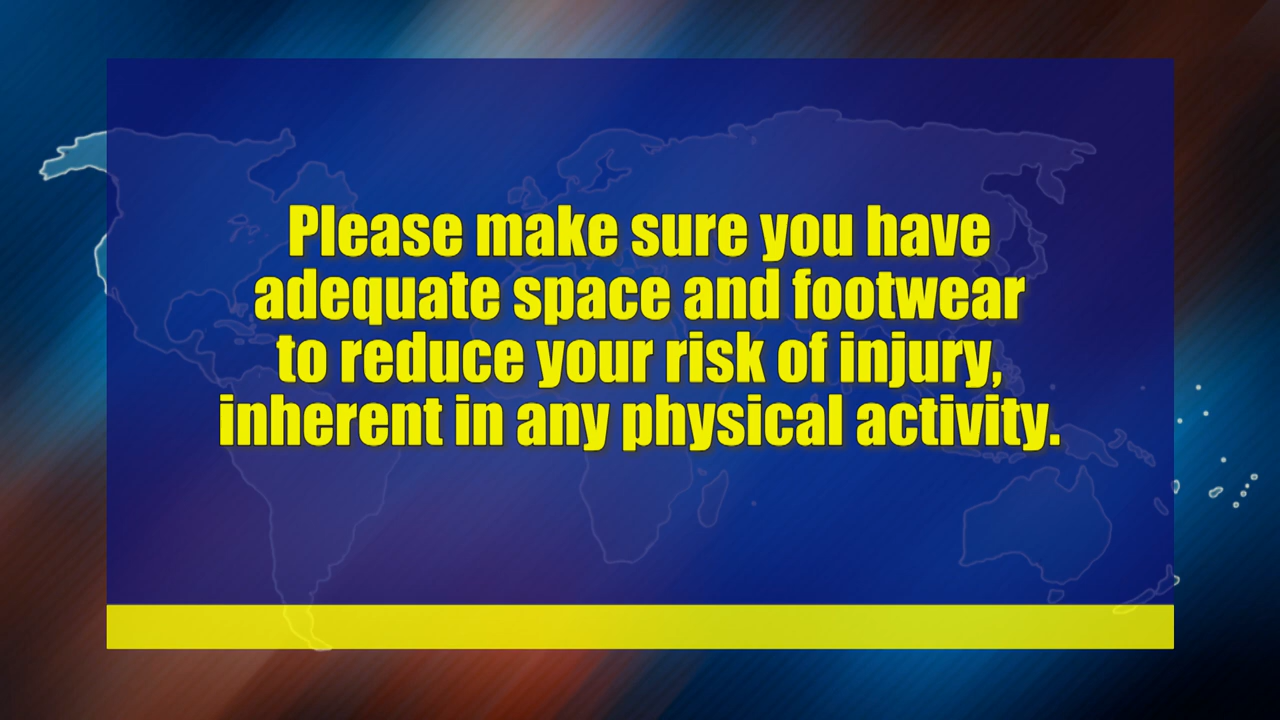 Please make sure you have
adequate space and footwear
to reduce your risk of injury,
inherent in any physical activity.